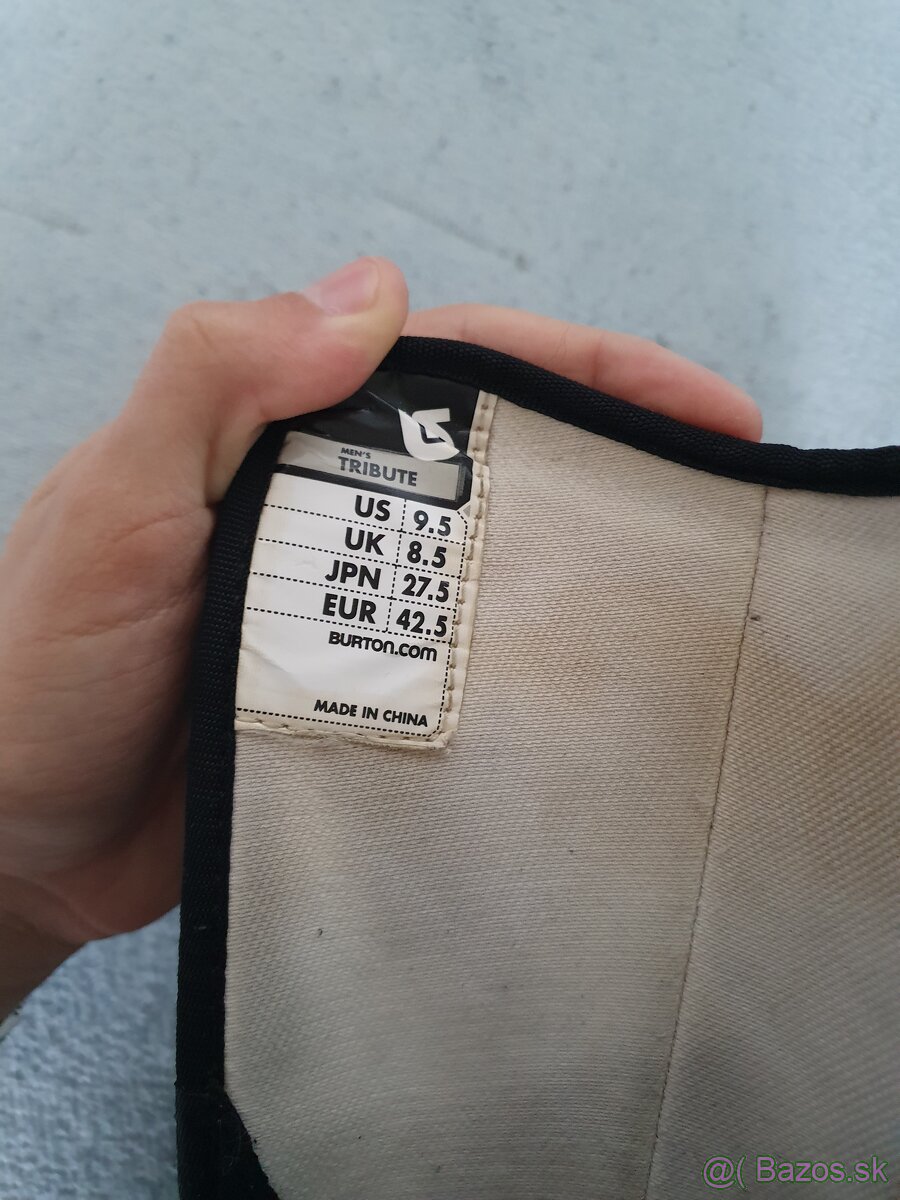 MEN'S
TRIBUTE
US 9.5
UK 8.5
JPN 27.5
EUR 42.5
BURTON.COM
MADE IN CHINA
@( Bazos.sk